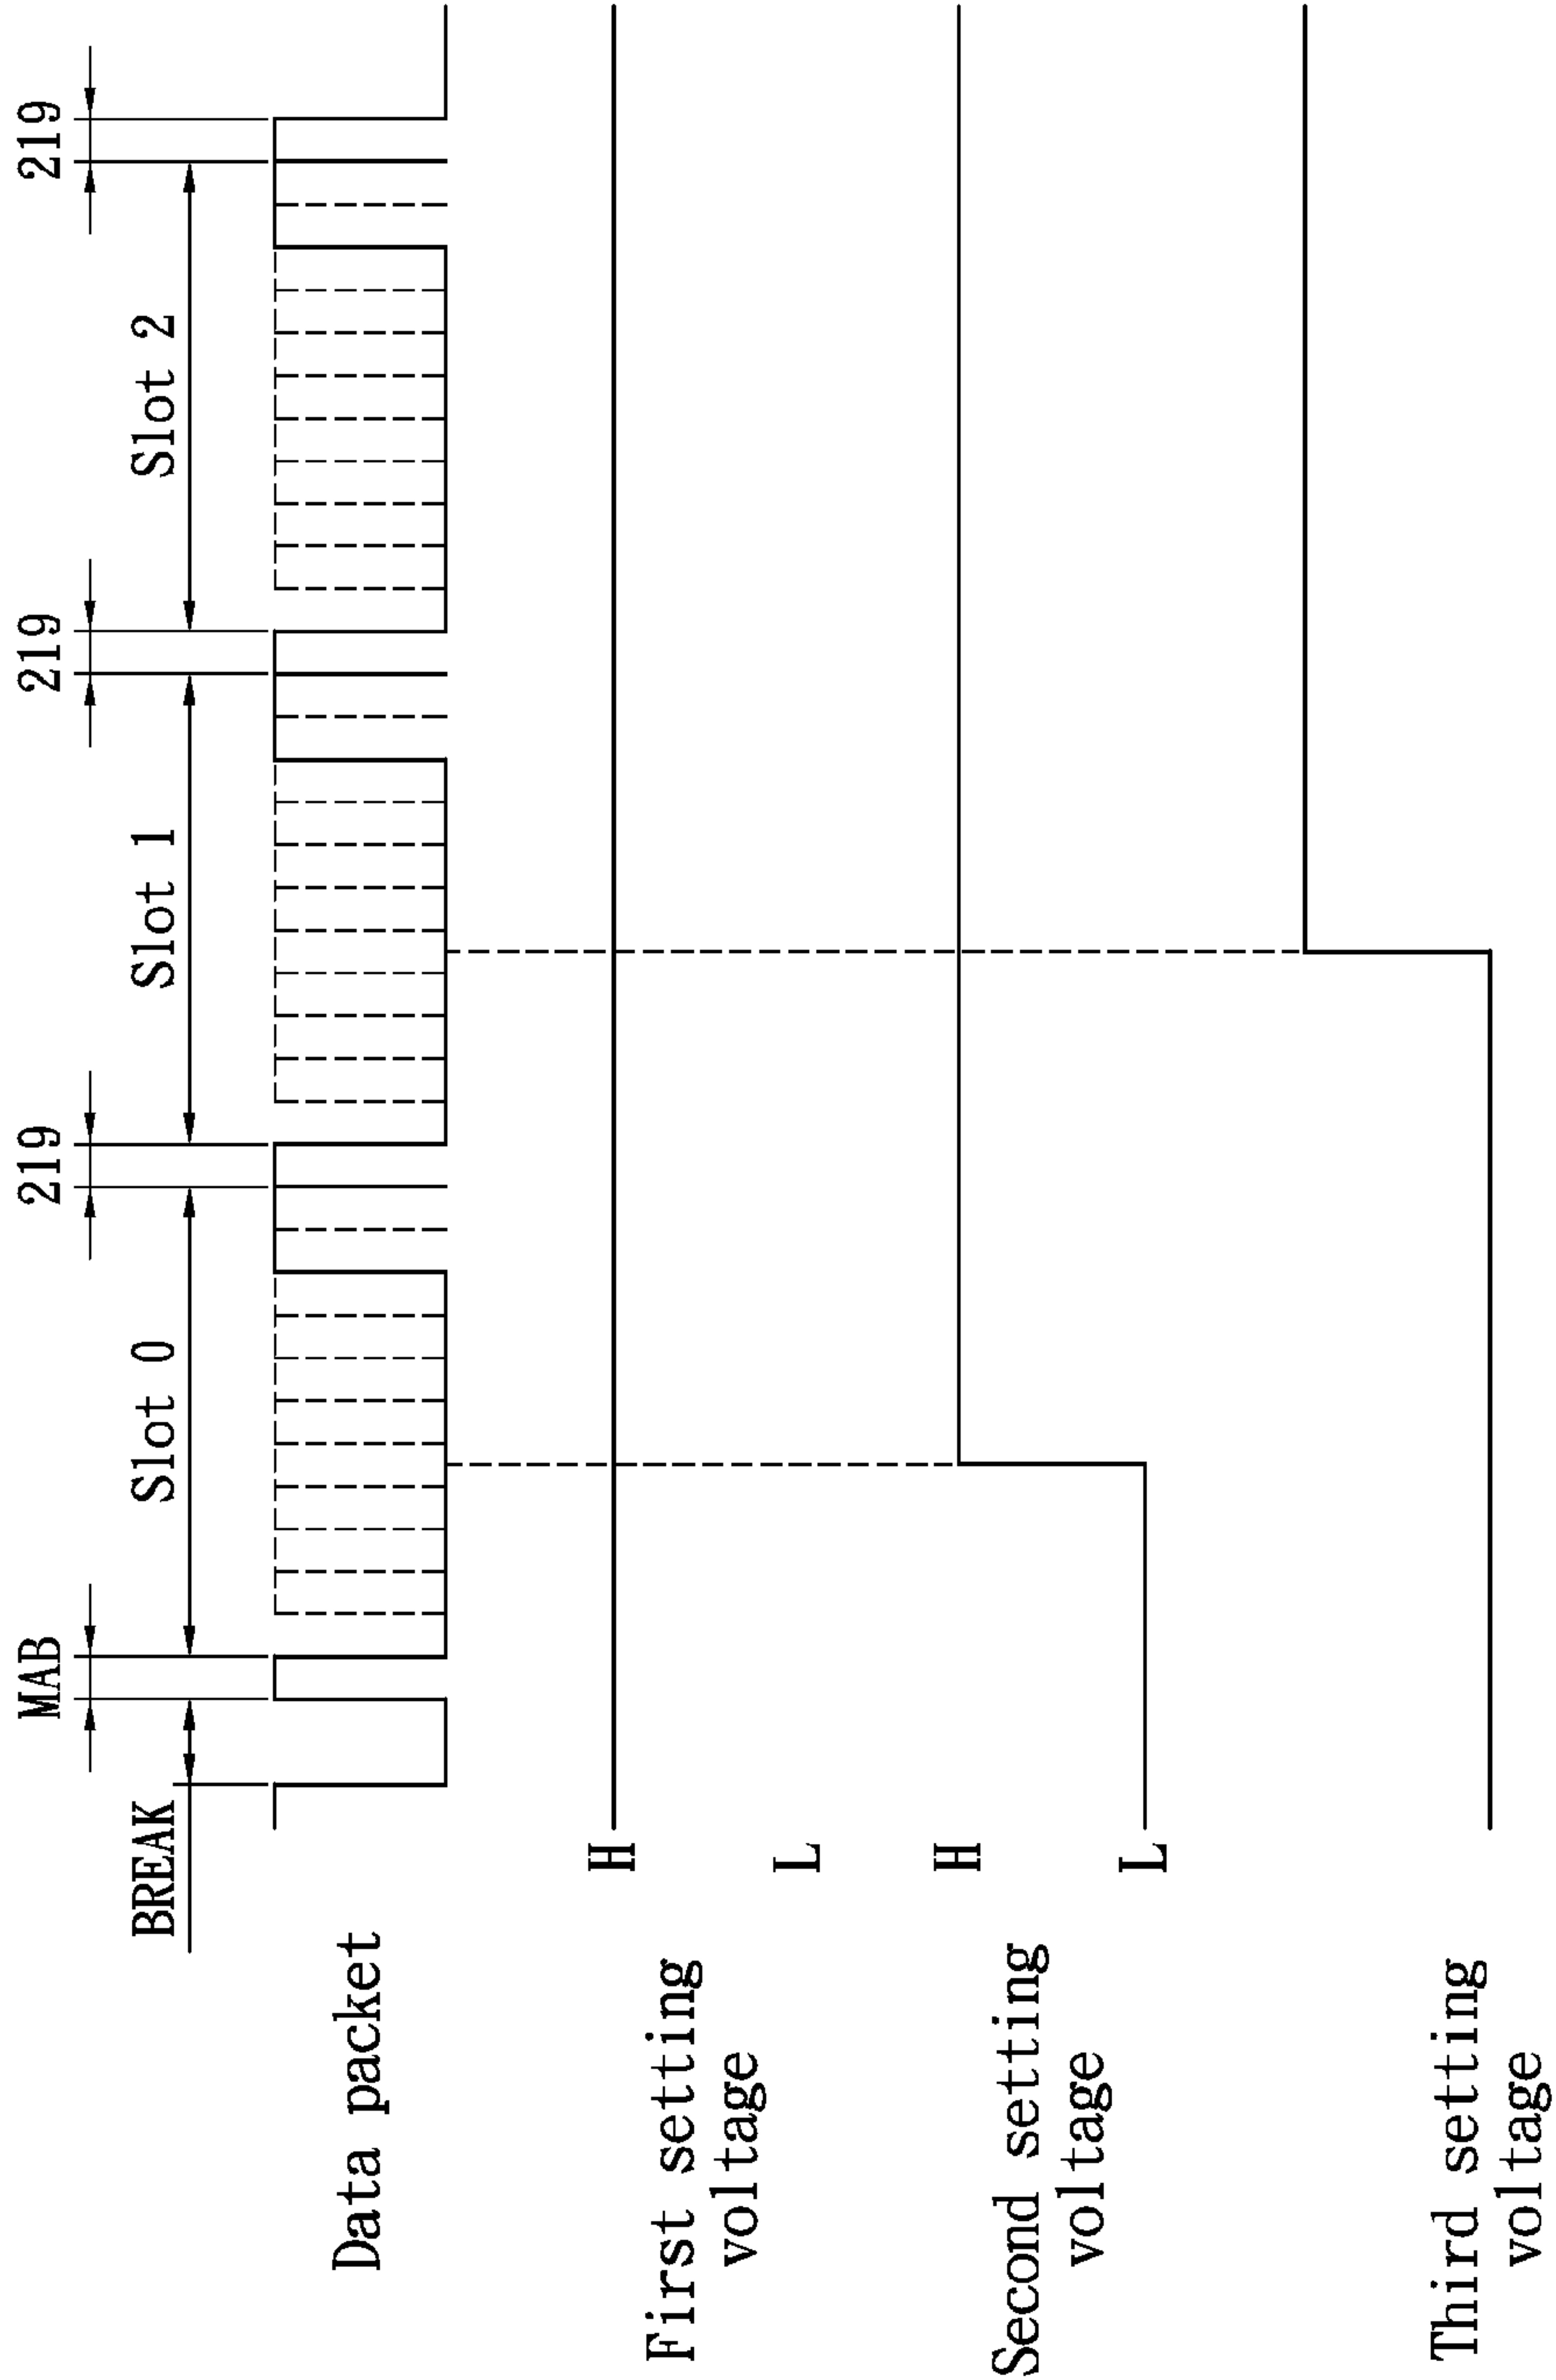 MAB
219
219
219
BREAK
Slot 0
Slot 1
Slot 2
Data packet
H
First setting
voltage
L
H
Second setting
voltage
L
Third setting
voltage